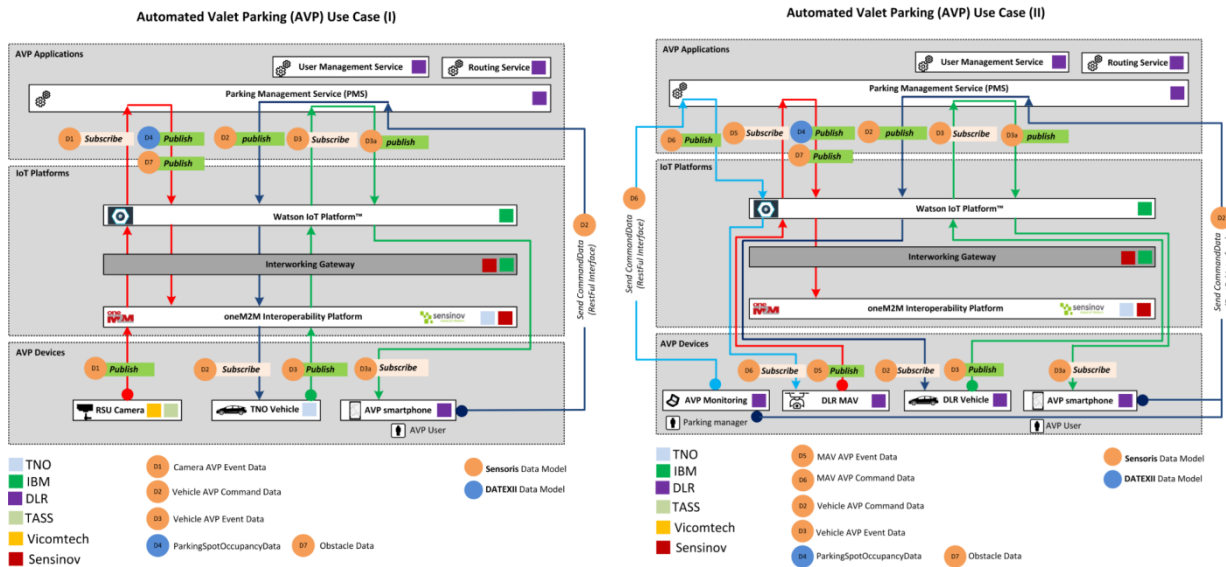 Automated Valet Parking (AVP) Use Case (I)
AVP Applications
User Management Service
Routing Service
Parking Management Service (PMS)
D1 Subscribe
D4 Publish
D7 Publish
D2 publish
D3 Subscribe
D3a publish
IoT Platforms
Watson IoT Platform™
Interworking Gateway
one M2M
oneM2M Interoperability Platform
sensinov
D2
Send CommandData
(RestFul Interface)
AVP Devices
D1 Publish
D2 Subscribe
D3 Publish
D3a Subscribe
RSU Camera
TNO Vehicle
AVP smartphone
AVP User
TNO
IBM
DLR
TASS
Vicomtech
Sensinov
D1 Camera AVP Event Data
D2 Vehicle AVP Command Data
D3 Vehicle AVP Event Data
D4 ParkingSpotOccupancyData
D7 Obstacle Data
Sensoris Data Model
DATEXII Data Model
Automated Valet Parking (AVP) Use Case (II)
AVP Applications
User Management Service
Routing Service
Parking Management Service (PMS)
D6 Publish
D5 Subscribe
D4 Publish
D7 Publish
D2 publish
D3 Subscribe
D3a publish
IoT Platforms
Watson IoT Platform™
Interworking Gateway
one M2M
oneM2M Interoperability Platform
sensinov
D6
Send CommandData
(RestFul Interface)
D2
Send CommandData
AVP Devices
D6 Subscribe
D5 Publish
D2 Subscribe
D3 Publish
D3a Subscribe
AVP Monitoring
DLR MAV
DLR Vehicle
AVP smartphone
Parking manager
AVP User
TNO
IBM
DLR
TASS
Vicomtech
Sensinov
D5 MAV AVP Event Data
D6 MAV AVP Command Data
D2 Vehicle AVP Command Data
D3 Vehicle AVP Event Data
D4 ParkingSpotOccupancyData
D7 Obstacle Data
Sensoris Data Model
DATEXII Data Model